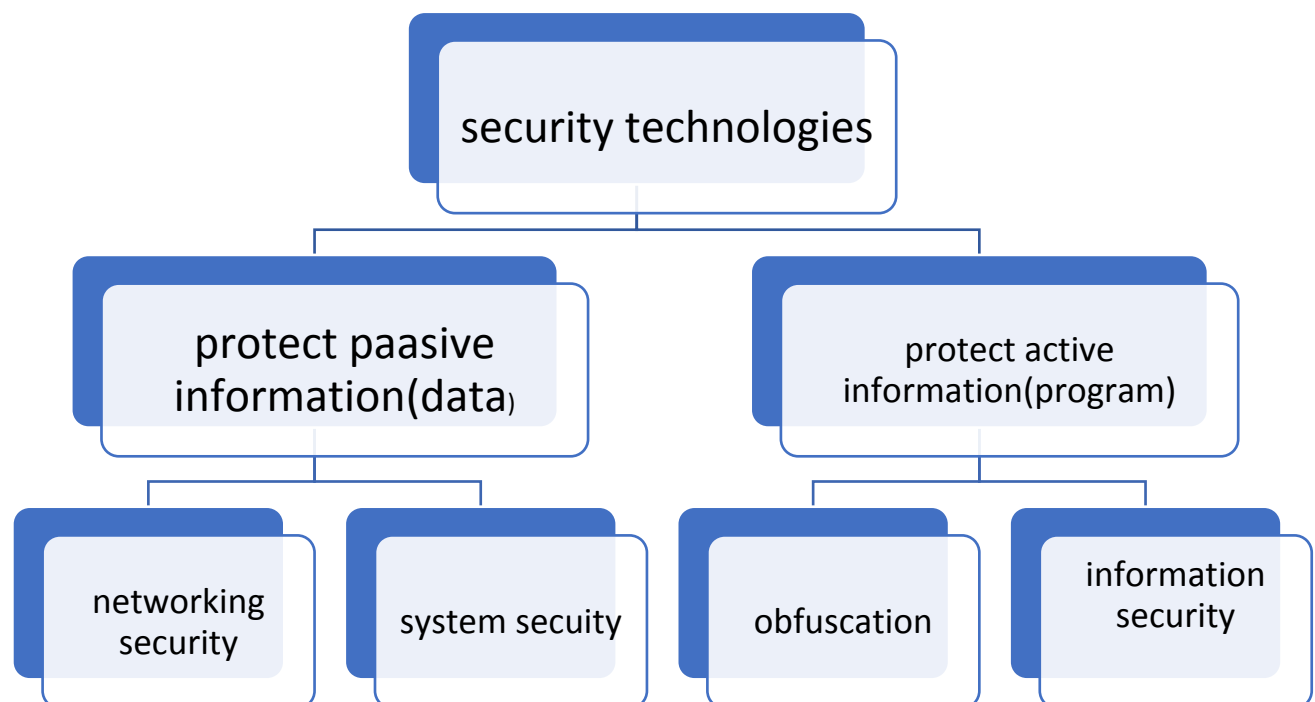 security technologies
protect paasive
information(data)
protect active
information(program)
networking
security
system secuity
obfuscation
information
security